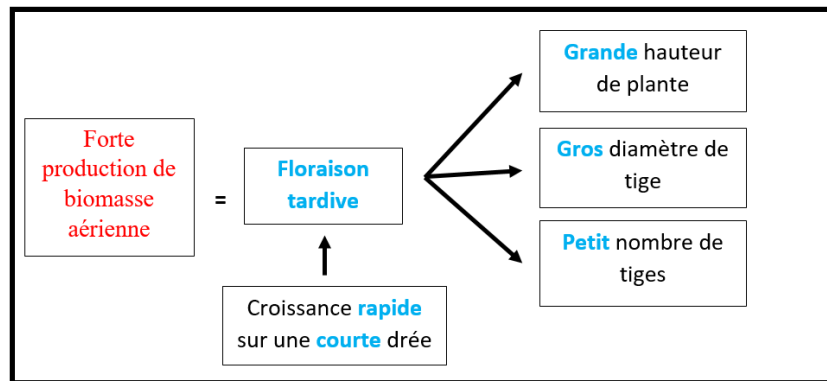 Forte
production de
biomasse
aérienne
=
Floraison
tardive
Croissance rapide
sur une courte drée
Grande hauteur
de plante
Gros diamètre de
tige
Petit nombre de
tiges